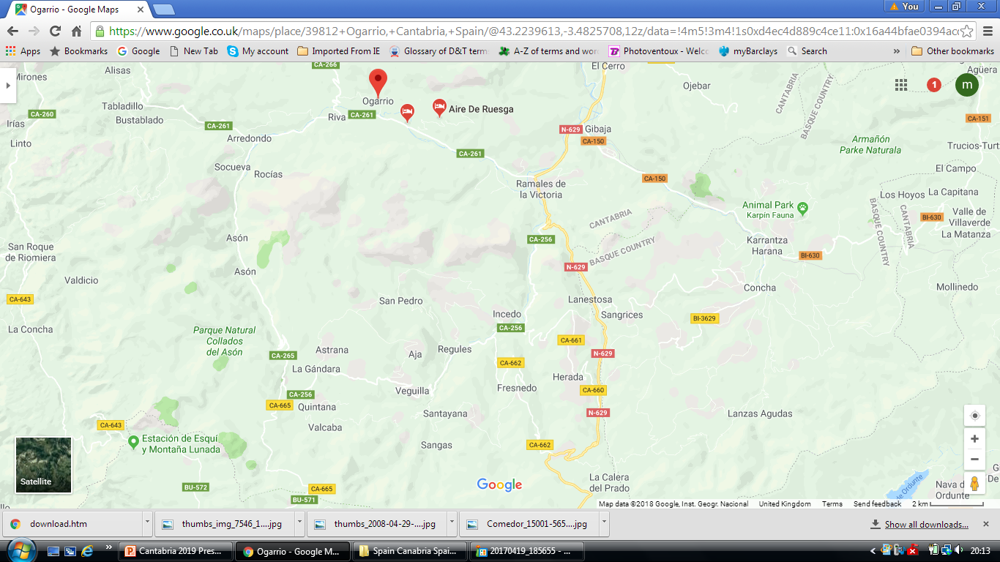 Ogarrio - Google Maps
You
https://www.google.co.uk/maps/place/39812+Ogarrio,+Cantabria,+Spain/@43.2239613,-3.4825708,12z/data=!4m5!3m4!1s0xd4ec4d889c4ce11:0x16a44bfae0394acc
Apps
Bookmarks
Google
New Tab
My account
Imported From IE
Glossary of D&T term
A-Z of terms and wor
Photoventoux - Welc
myBarclays
Search
»
Other bookmarks
Mirones
Alisas
CA-266
El Cerro
Ojebar
CANTABRIA
BASQUE COUNTRY
Agüera
1
m
Tabladillo
Bustablado
CA-260
Irías
Linto
CA-261
Arredondo
Riva
Ogarrio
CA-261
Aire De Ruesga
CA-261
N-629
Gibaja
CA-150
CA-151
Armañón
Parke Naturala
Trucios-Turt
Socueva
Rocías
Ramales de
la Victoria
CA-150
El Campo
Los Hoyos
La Capitana
Animal Park
Karpin Fauna
CANTABRIA
BASQUE COUNTRY
BASQUE COUNTRY
CANTABRIA
BI-630
Valle de
Villaverde
La Matanza
San Roque
de Riomiera
Asón
Asón
CA-256
N-629
Karrantza
Harana
BI-630
Valdicio
CA-643
La Concha
San Pedro
Lanestosa
Concha
Mollinedo
Incedo
CA-256
Sangrices
BI-3629
Parque Natural
Collados
del Asón
CA-661
CA-265
Astrana
Aja
Regules
N-629
La Gándara
CA-662
Herada
CA-256
CA-665
Quintana
Veguilla
Fresnedo
CA-660
N-629
Valcaba
Santayana
Lanzas Agudas
CA-643
Estación de Esquí
y Montaña Lunada
Sangas
CA-662
Satellite
BU-572
CA-665
BU-571
Google
La Calera
del Prado
de Ordunte
Nava de
Ordunte
Map data ©2018 Google, Inst. Geogr. Nacional
United Kingdom
Terms
Send feedback
2 km
download.htm
thumbs_img_7546_1....jpg
thumbs_2008-04-29-....jpg
Comedor_15001-565....jpg
Show all downloads...
Cantabria 2019 Pres...
Ogarrio - Google M...
Spain Canabria Spai...
20170419_185655 - ...
20:13